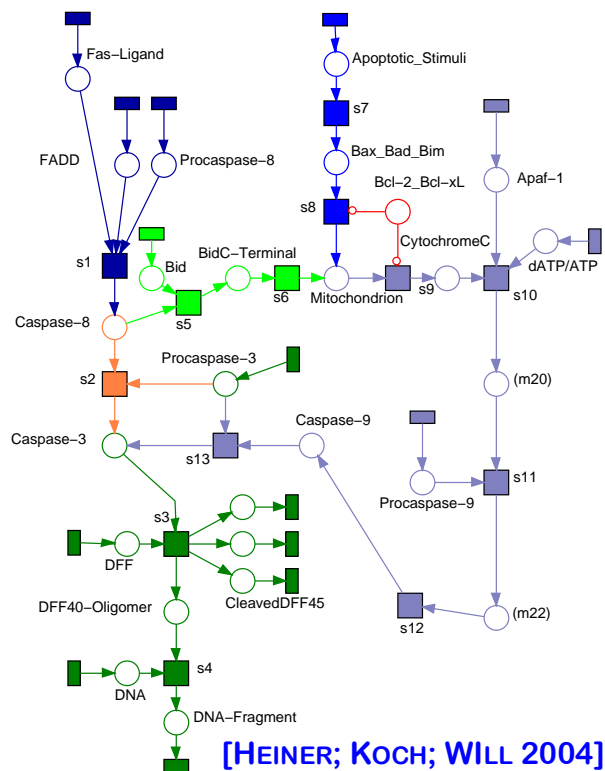 Fas-Ligand
Apoptotic_Stimuli
s7
FADD
Procaspase-8
Bax_Bad_Bim
Bcl-2_Bcl-xL
Apaf-1
s8
CytochromeC
s1
Bid
BidC-Terminal
s5
s6
Mitochondrion
s9
s10
dATP/ATP
Caspase-8
s2
Procaspase-3
(m20)
Caspase-3
s13
Caspase-9
s11
Procaspase-9
s3
DFF
CleavedDFF45
DFF40-Oligomer
s12
(m22)
s4
DNA
DNA-Fragment
[HEINER; KOCH; WILL 2004]